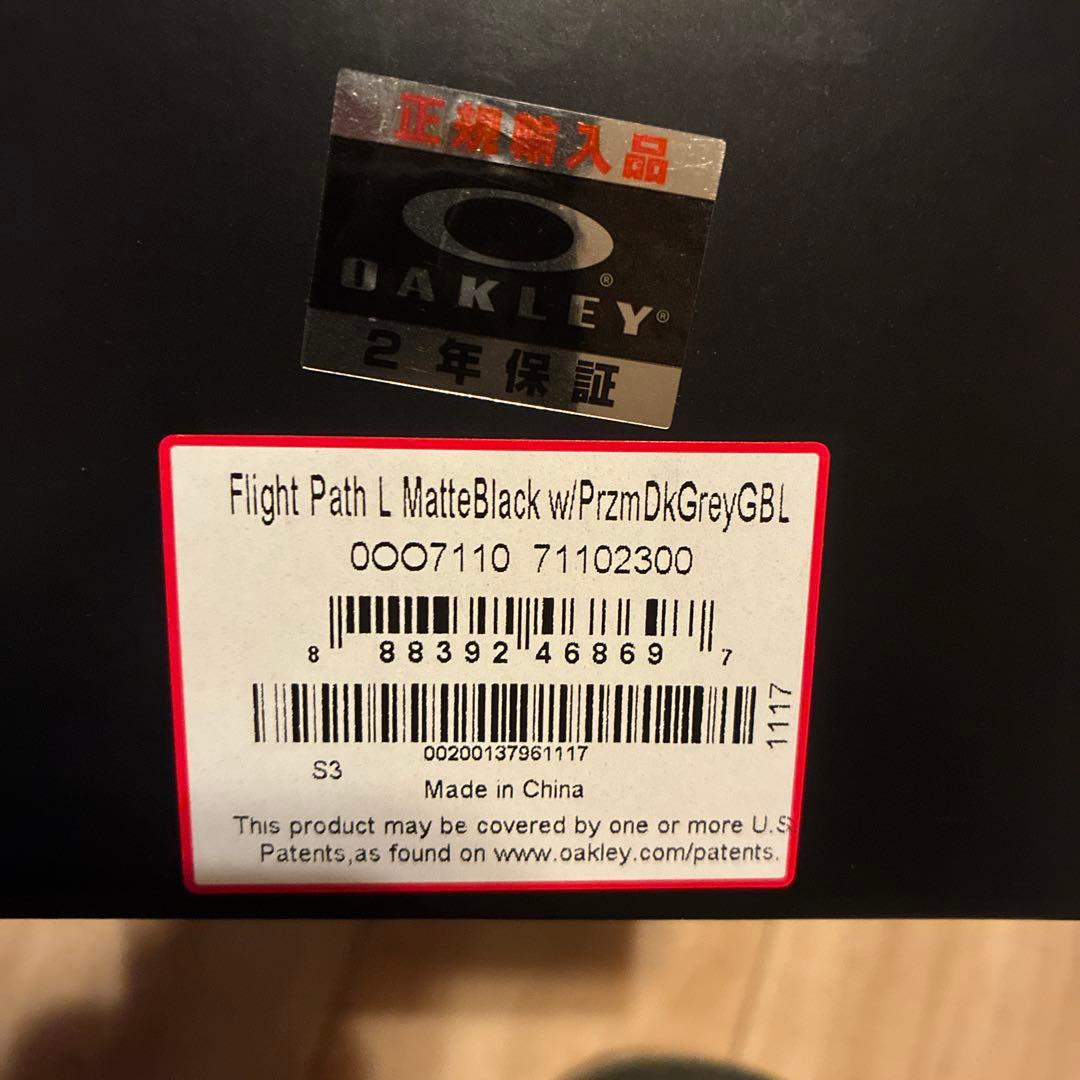 正規輸入品
OAKLEY®
2年保証
Flight Path L MatteBlack w/PrzmDkGreyGBL
0OO7110 71102300
8 88392 46869 7
1117
00200137961117
S3
Made in China
This product may be covered by one or more U.S
Patents,as found on www.oakley.com/patents.